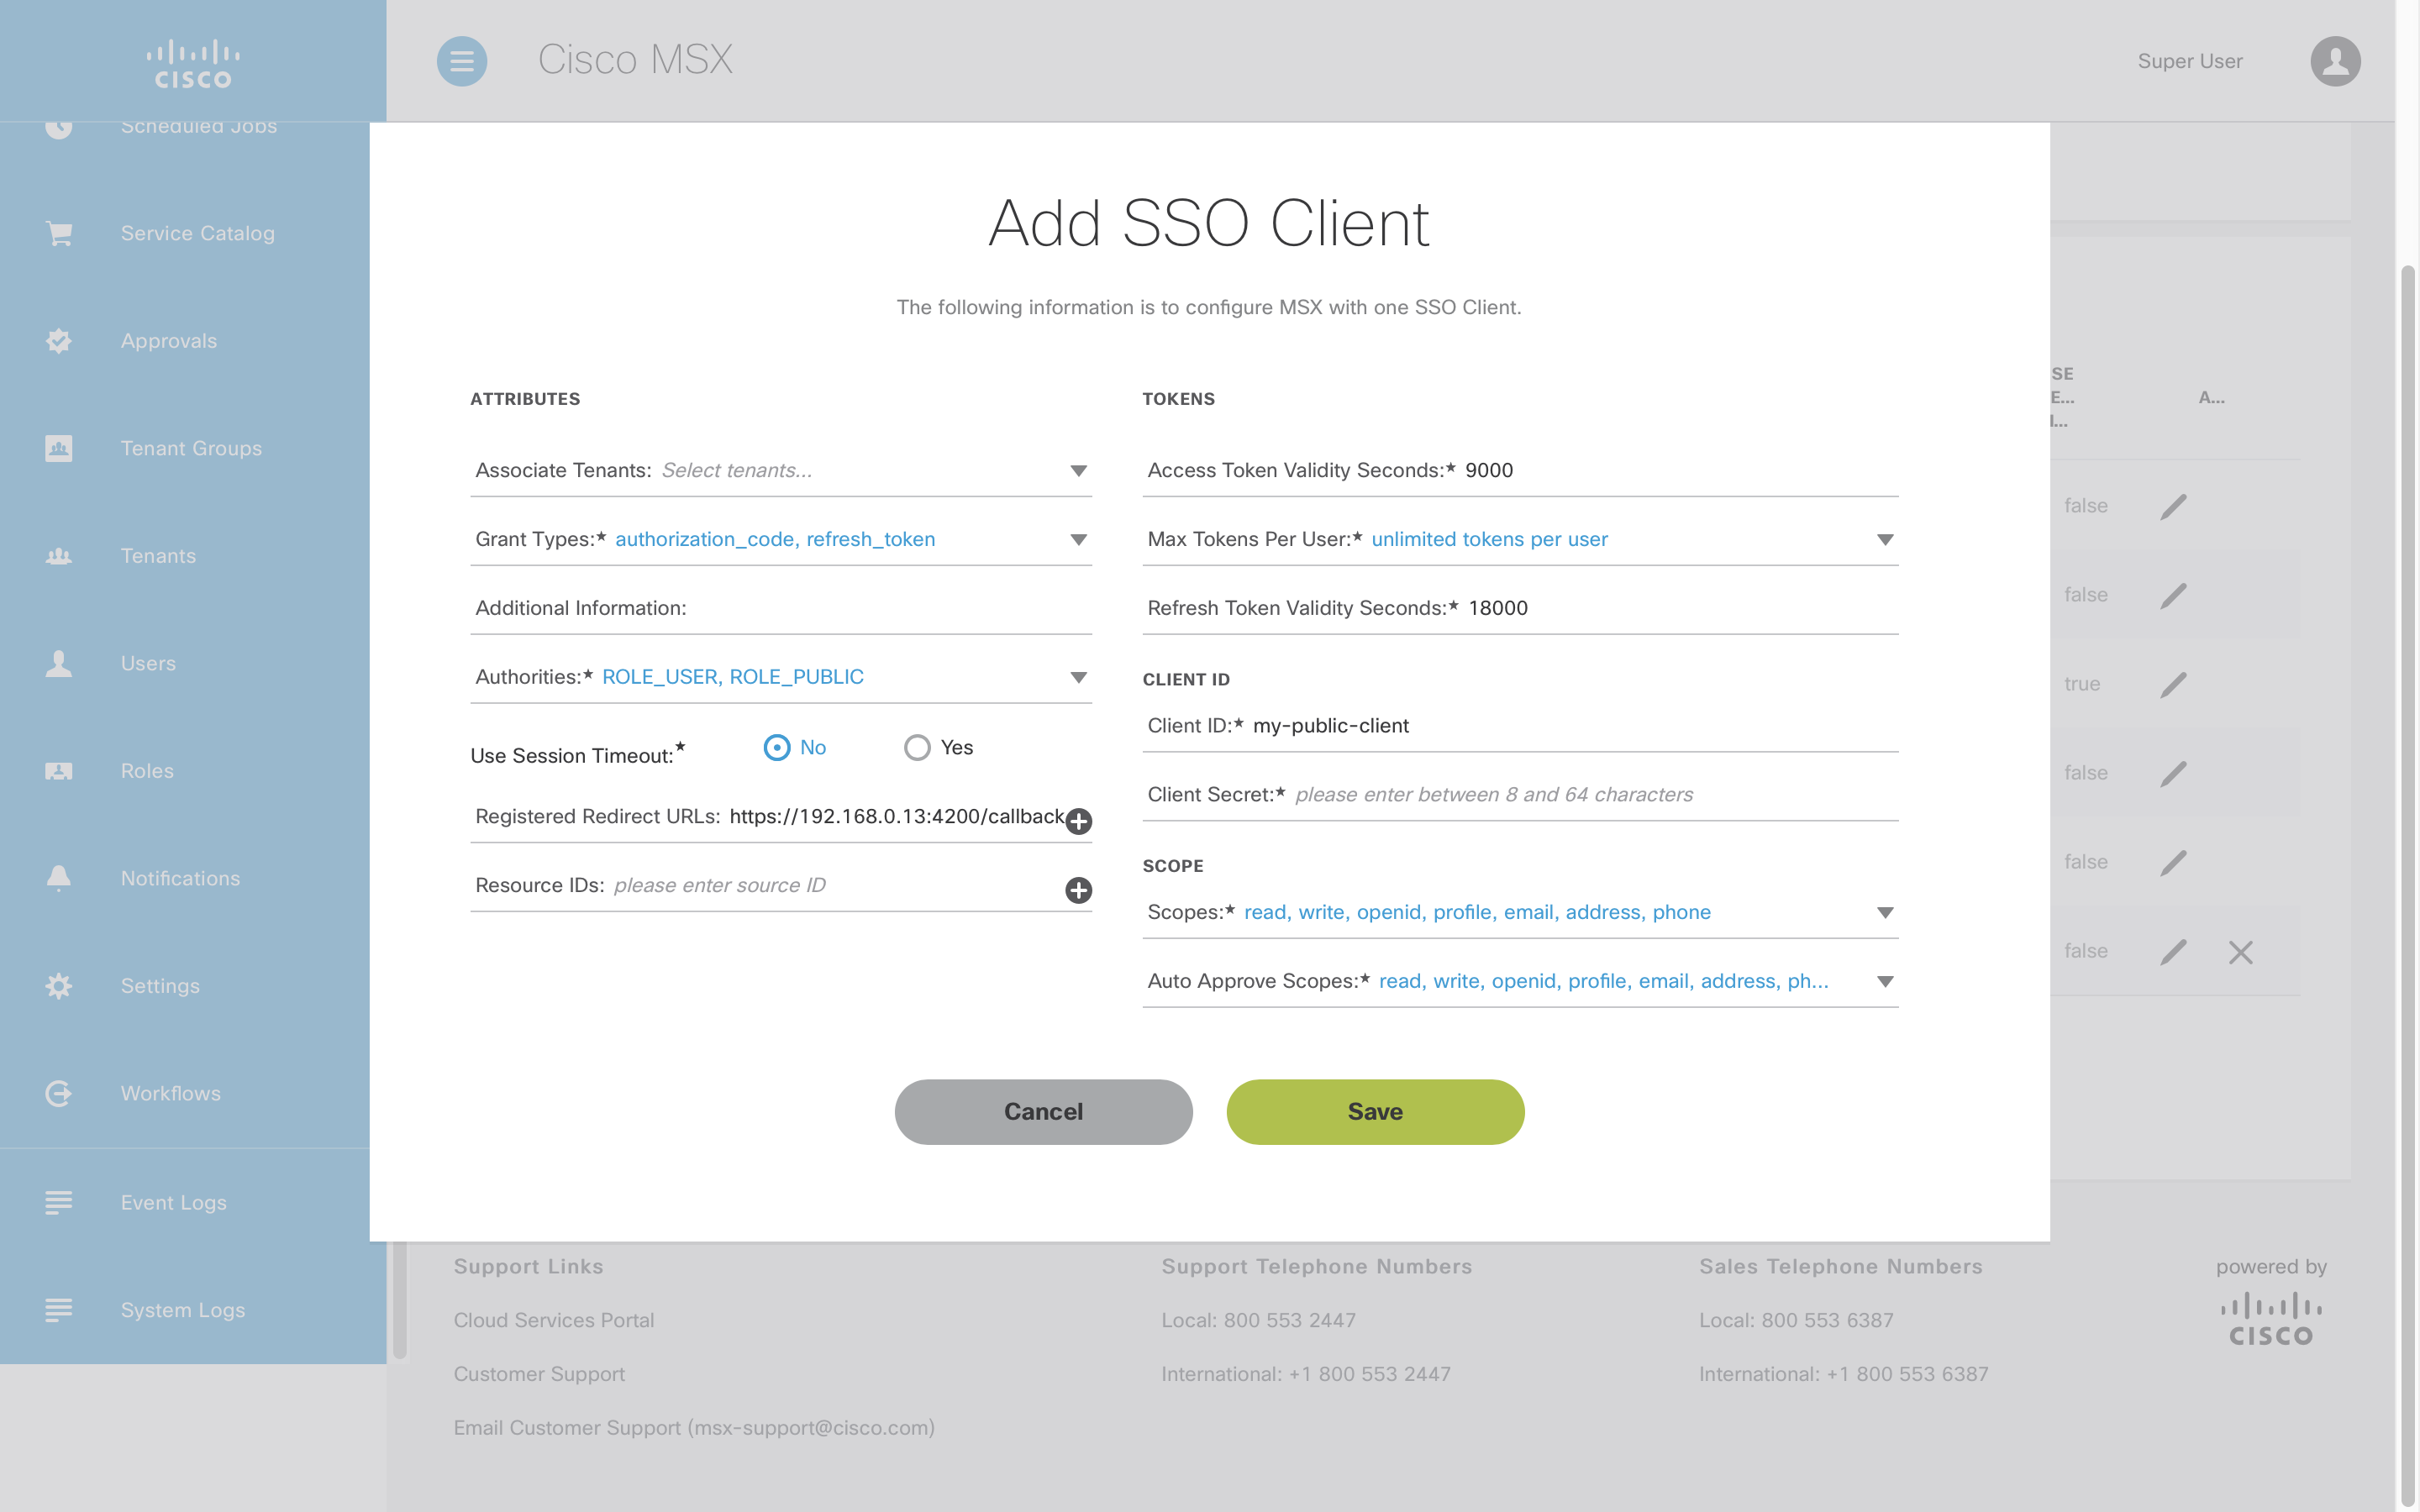 CISCO
Cisco MSX
Super User
Scheduled Jobs
Service Catalog
Approvals
Tenant Groups
Tenants
Users
Roles
Notifications
Settings
Workflows
Event Logs
System Logs
Add SSO Client
The following information is to configure MSX with one SSO Client.
ATTRIBUTES
Associate Tenants: Select tenants...
Grant Types:★ authorization_code, refresh_token
Additional Information:
Authorities:★ ROLE_USER, ROLE_PUBLIC
Use Session Timeout:★ No Yes
Registered Redirect URLs: https://192.168.0.13:4200/callback
Resource IDs: please enter source ID
TOKENS
Access Token Validity Seconds:★ 9000
Max Tokens Per User:★ unlimited tokens per user
Refresh Token Validity Seconds:★ 18000
CLIENT ID
Client ID:★ my-public-client
Client Secret:★ please enter between 8 and 64 characters
SCOPE
Scopes:★ read, write, openid, profile, email, address, phone
Auto Approve Scopes:★ read, write, openid, profile, email, address, ph...
Cancel
Save
SE
E...
A...
false
false
true
false
false
false
Support Links
Cloud Services Portal
Customer Support
Email Customer Support (msx-support@cisco.com)
Support Telephone Numbers
Local: 800 553 2447
International: +1 800 553 2447
Sales Telephone Numbers
Local: 800 553 6387
International: +1 800 553 6387
powered by
CISCO